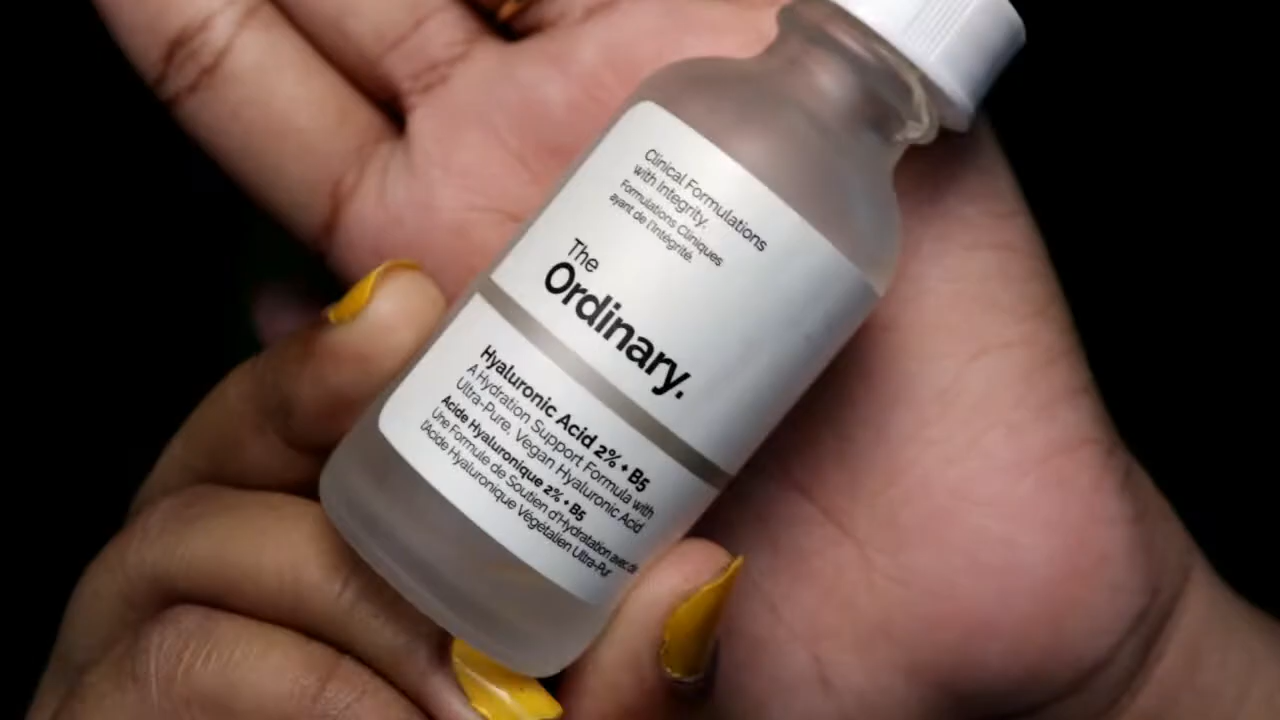 Clinical Formulations
with Integrity.
Formulations Cliniques
ayant de l'Intégrité.
The
Ordinary.
Hyaluronic Acid 2% + B5
A Hydration Support Formula with
Ultra-Pure, Vegan Hyaluronic Acid
Acide Hyaluronique 2% + B5
Une Formule de Soutien d'Hydratation avec de
l'Acide Hyaluronique Végétalien Ultra-Pur